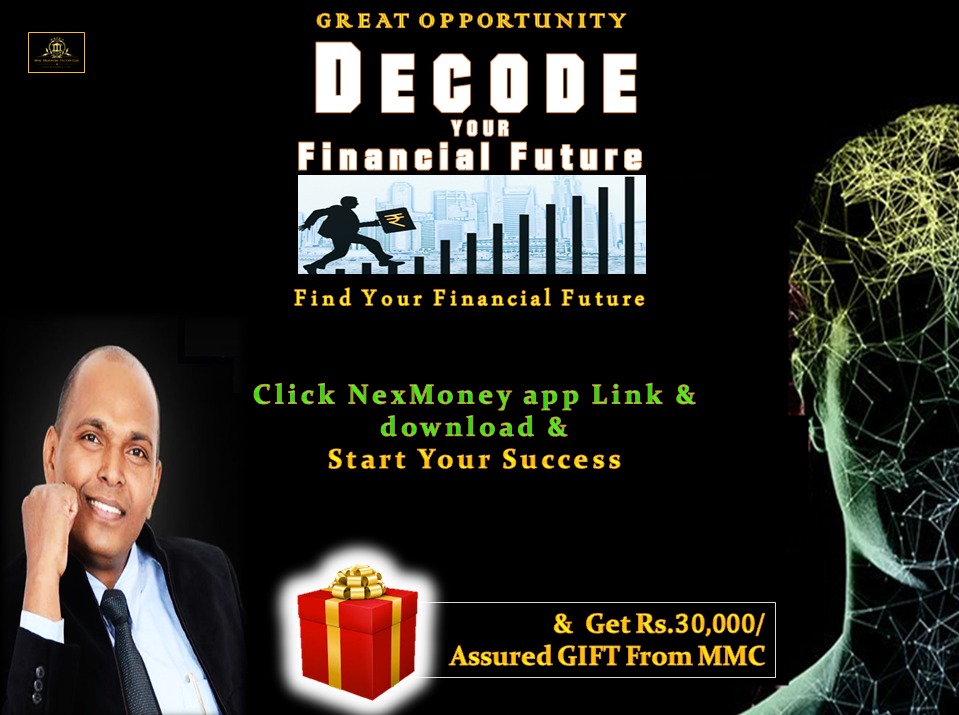 GREAT OPPORTUNITY
DECODE
YOUR
Financial Future
Find Your Financial Future
Click NexMoney app Link &
download &
Start Your Success
& Get Rs.30,000/
Assured GIFT From MMC